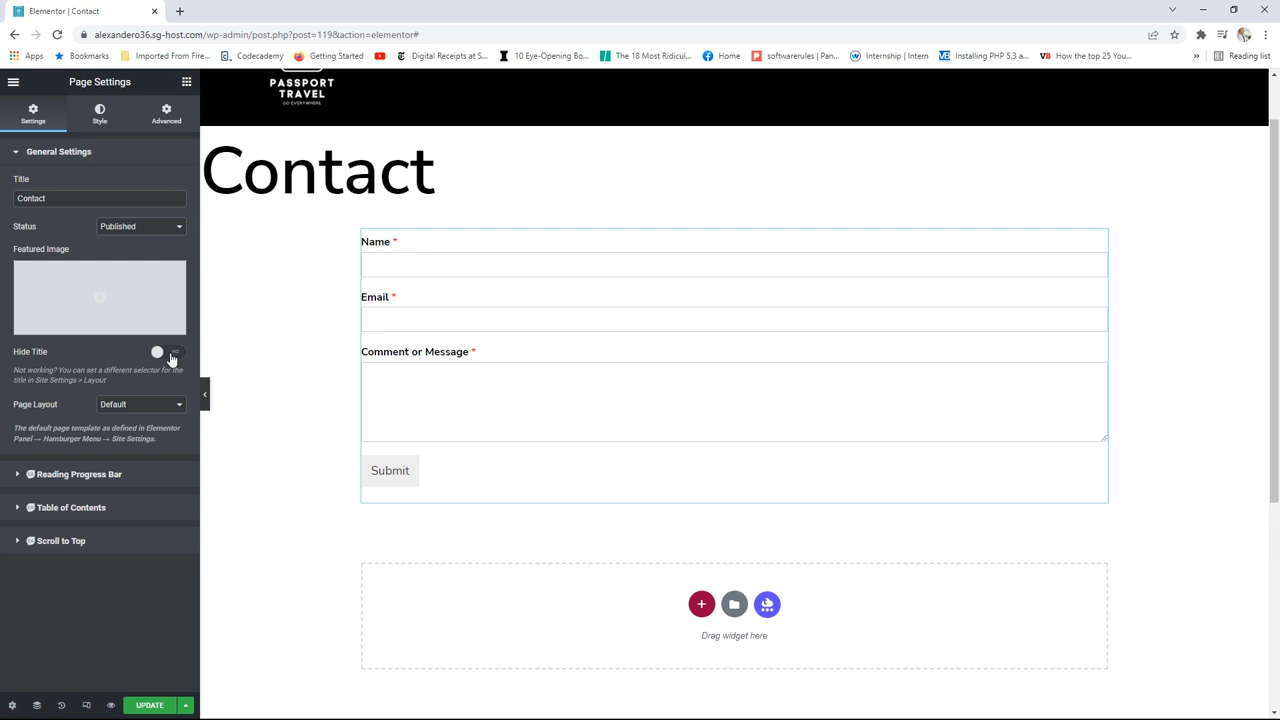 Elementor | Contact
alexandero36.sg-host.com/wp-admin/post.php?post=119&action=elementor#
Apps
Bookmarks
Imported From Fire...
Codecademy
Getting Started
Digital Receipts at S...
10 Eye-Opening Bo...
The 18 Most Ridicul...
Home
softwarerules | Pan...
Internship | Intern
Installing PHP 5.3 a...
How the top 25 You...
»
Reading list
Page Settings
Settings
Style
Advanced
General Settings
Title
Contact
Status
Published
Featured Image
Hide Title
NO
Not working? You can set a different selector for the
title in Site Settings > Layout
Page Layout
Default
The default page template as defined in Elementor
Panel → Hamburger Menu → Site Settings.
Reading Progress Bar
Table of Contents
Scroll to Top
UPDATE
PASSPORT
TRAVEL
GO EVERYWHERE
Contact
Name *
Email *
Comment or Message *
Submit
Drag widget here